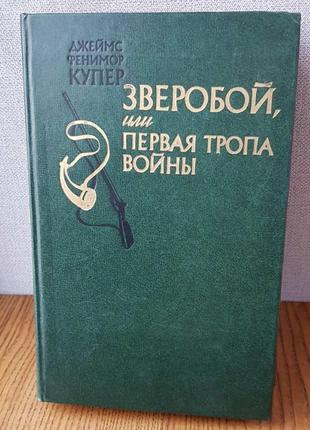 ДЖЕЙМС
ФЕНИМОР
КУПЕР
ЗВЕРОБОЙ,
или
ПЕРВАЯ ТРОПА
ВОЙНЫ